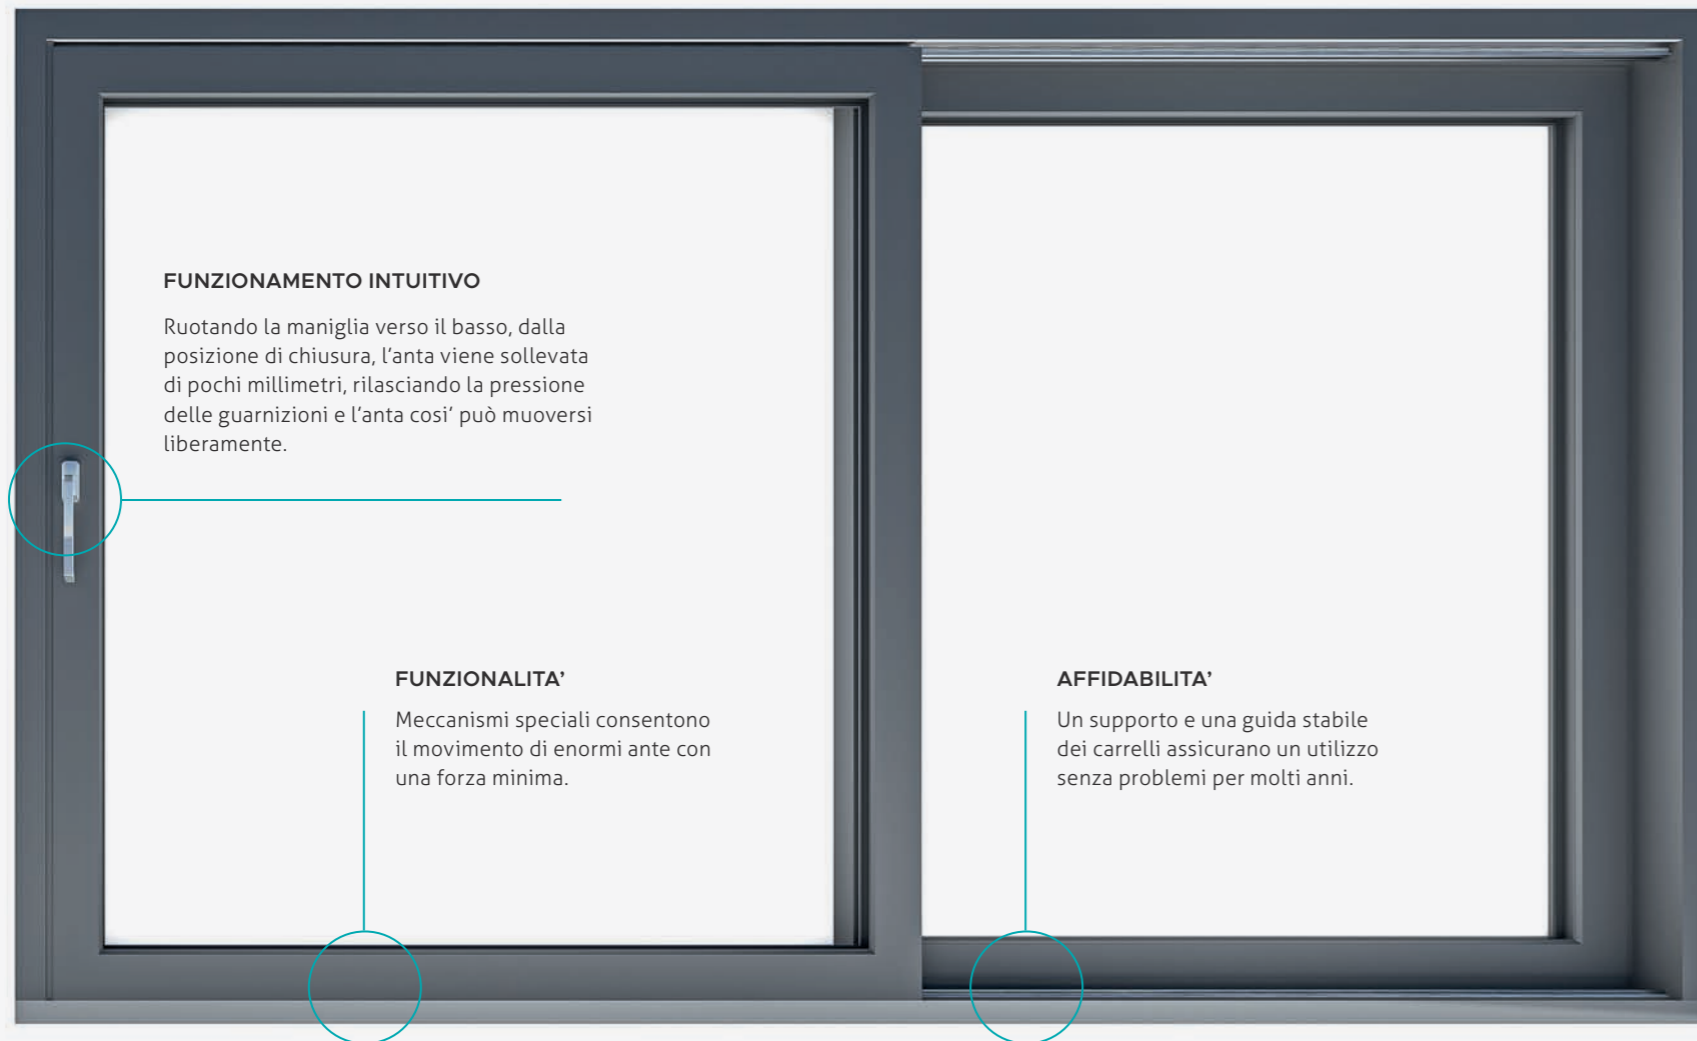 FUNZIONAMENTO INTUITIVO
Ruotando la maniglia verso il basso, dalla
posizione di chiusura, l’anta viene sollevata
di pochi millimetri, rilasciando la pressione
delle guarnizioni e l’anta cosi’ può muoversi
liberamente.
FUNZIONALITA’
Meccanismi speciali consentono
il movimento di enormi ante con
una forza minima.
AFFIDABILITA’
Un supporto e una guida stabile
dei carrelli assicurano un utilizzo
senza problemi per molti anni.